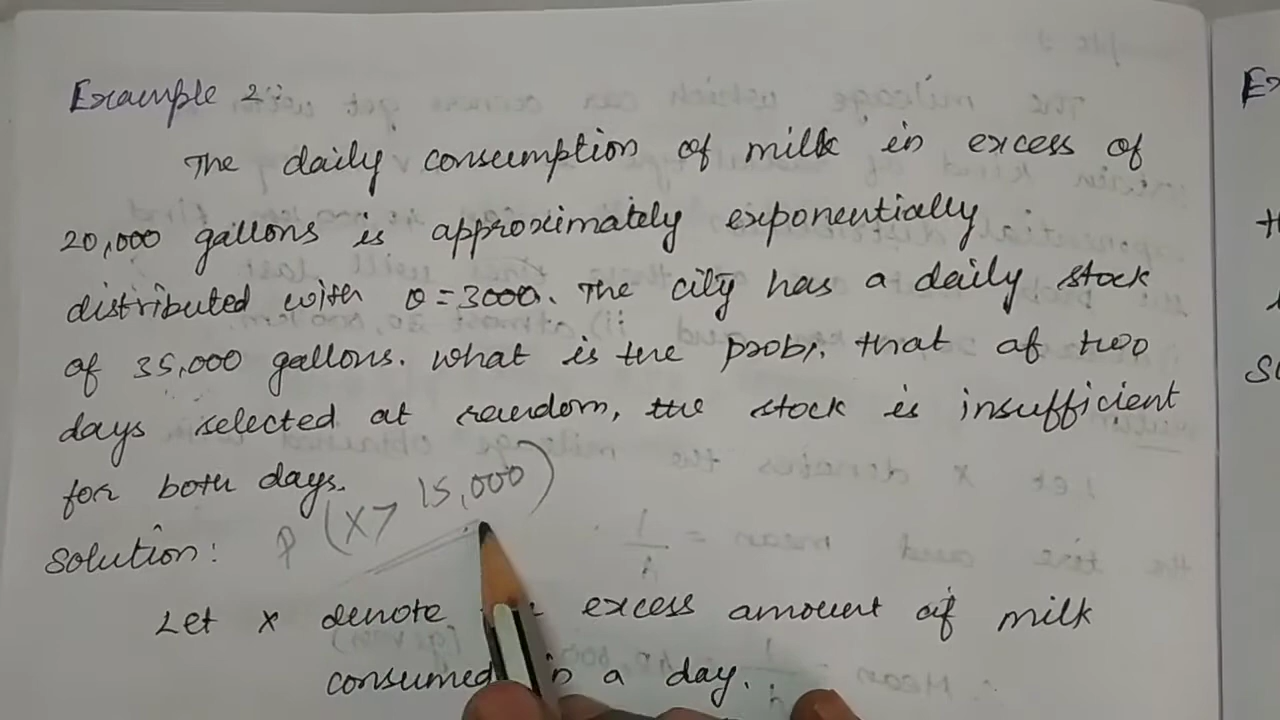 Example 2:
The daily consumption of milk in excess of
20,000 gallons is approximately exponentially
distributed with θ = 3000. The city has a daily stock
of 35,000 gallons. What is the prob. that of two
days selected at random, the stock is insufficient
for both days.
P (X> 15,000)
Solution:
Let x denote excess amount of milk
consumed in a day.